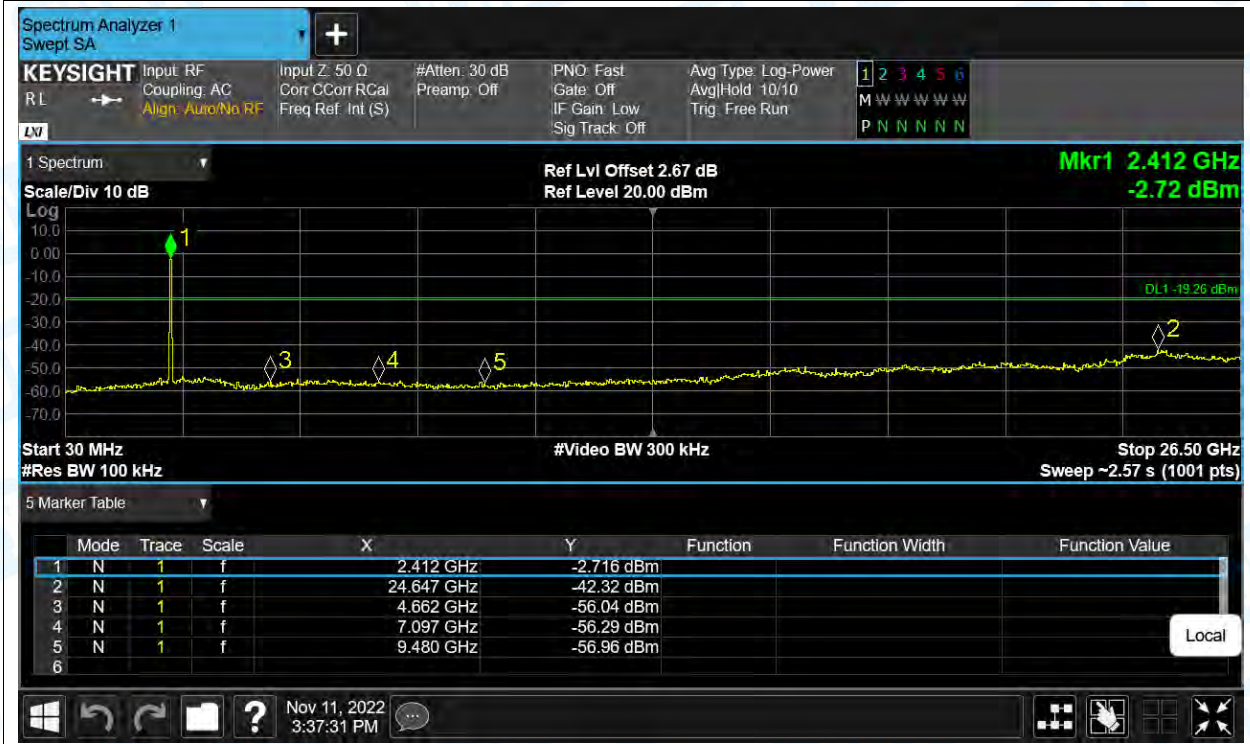 Spectrum Analyzer 1
Swept SA
KEYSIGHT
RL
LXI
Input: RF
Coupling: AC
Align: Auto/No RF
Input Z: 50 Ω
Corr CCorr RCal
Freq Ref: Int (S)
#Atten: 30 dB
Preamp: Off
PNO: Fast
Gate: Off
IF Gain: Low
Sig Track: Off
Avg Type: Log-Power
Avg|Hold: 10/10
Trig: Free Run
1 2 3 4 5 6
M W W W W W
P N N N N N
1 Spectrum
Scale/Div 10 dB
Ref Lvl Offset 2.67 dB
Ref Level 20.00 dBm
Mkr1 2.412 GHz
-2.72 dBm
Log
10.0
0.00
-10.0
-20.0
-30.0
-40.0
-50.0
-60.0
-70.0
1
DL1 -19.26 dBm
2
3
4
5
Start 30 MHz
#Video BW 300 kHz
Stop 26.50 GHz
#Res BW 100 kHz
Sweep ~2.57 s (1001 pts)
5 Marker Table
Mode Trace Scale X Y Function Function Width Function Value
1 N 1 f 2.412 GHz -2.716 dBm
2 N 1 f 24.647 GHz -42.32 dBm
3 N 1 f 4.662 GHz -56.04 dBm
4 N 1 f 7.097 GHz -56.29 dBm
5 N 1 f 9.480 GHz -56.96 dBm
6
Local
?
Nov 11, 2022
3:37:31 PM